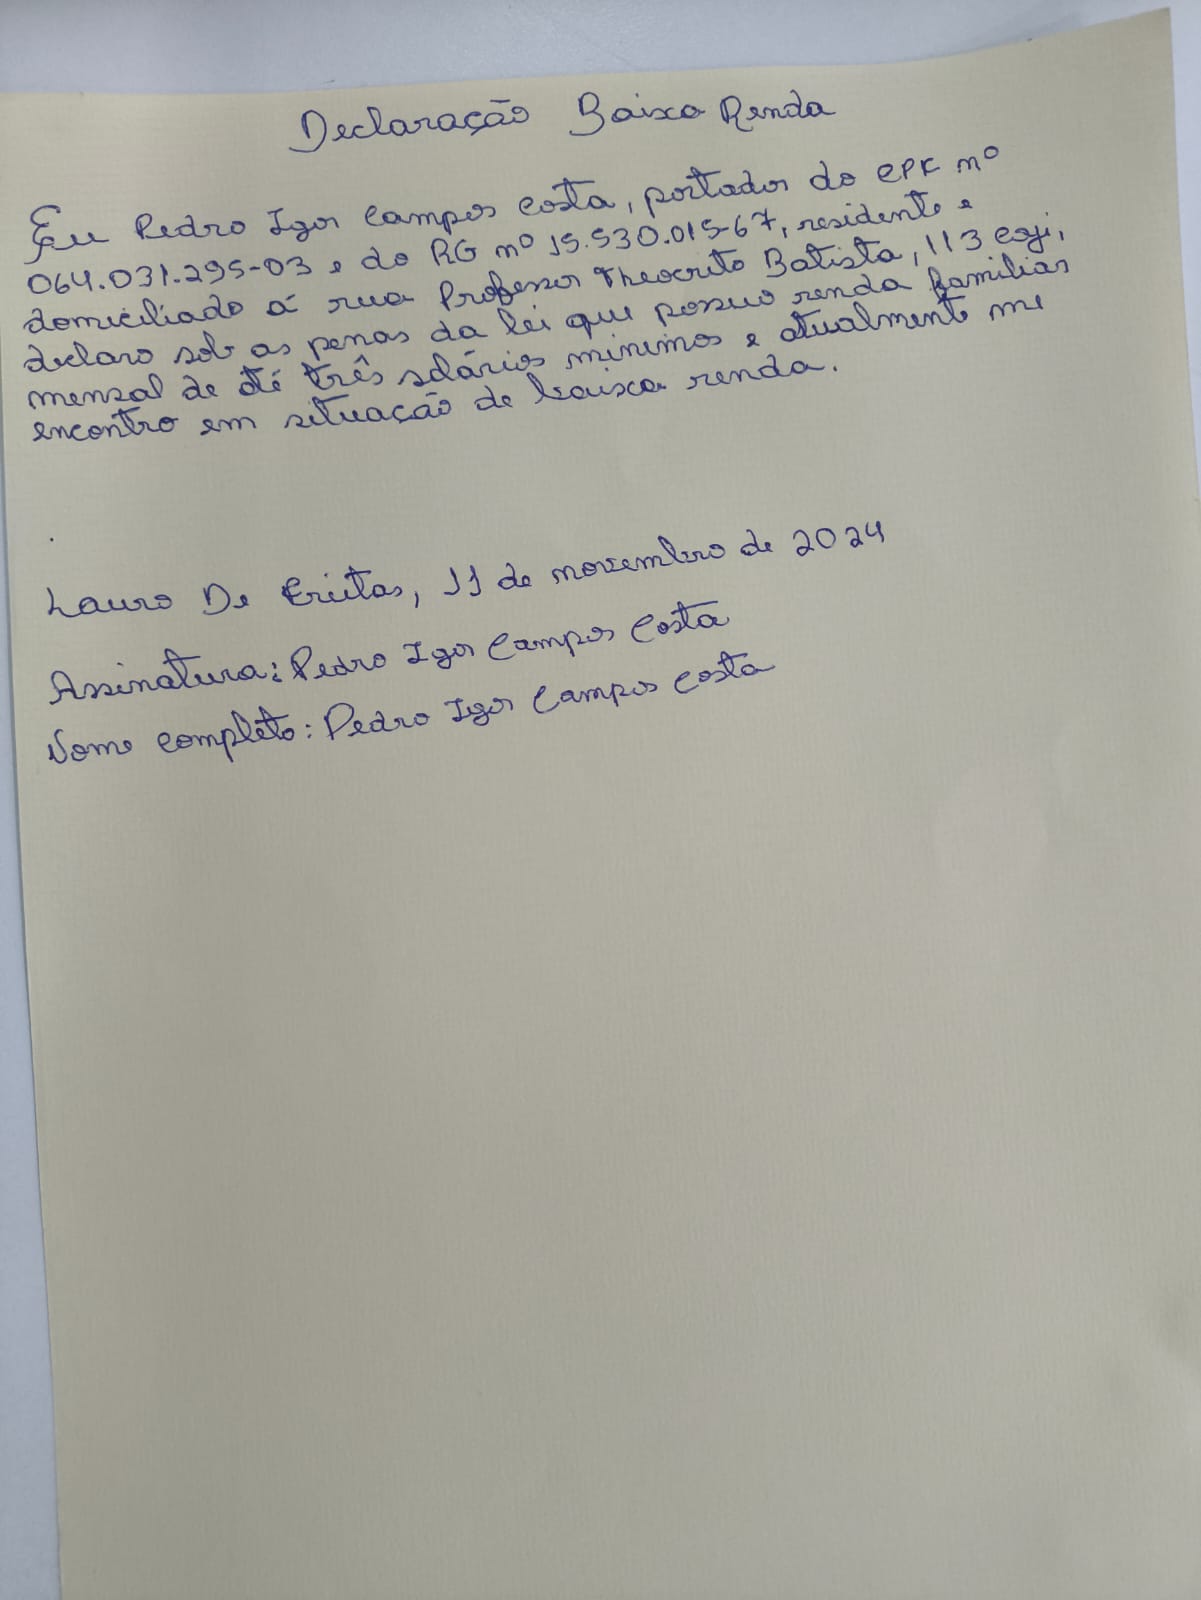 Declaração Baixa Renda
Eu Pedro Igor Campos Costa, portador do CPF nº
064.031.295-03 e do RG nº 15.530.015-67, residente e
domiciliado á rua Professor Theocrito Batista, 113 caji,
declaro sob as penas da lei que possuo renda familiar
mensal de até três salários minimos e atualmente me
encontro em situação de baixa renda.
Lauro De Freitas, 11 de novembro de 2024
Assinatura: Pedro Igor Campos Costa
Nome completo: Pedro Igor Campos Costa